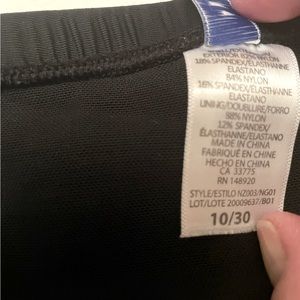 18% SPANDEX/ÉLASTHANNE
ELASTANO
84% NYLON
16% SPANDEX/ÉLASTHANNE
ELASTANO
LINING/DOUBLURE/FORRO
88% NYLON
12% SPANDEX/
ÉLASTHANNE/ELASTANO
MADE IN CHINA
FABRIQUÉ EN CHINE
HECHO EN CHINA
CA 33775
RN 148920
STYLE/ESTILO NZ003/NG01
LOT/LOTE 20009637/B01
10/30